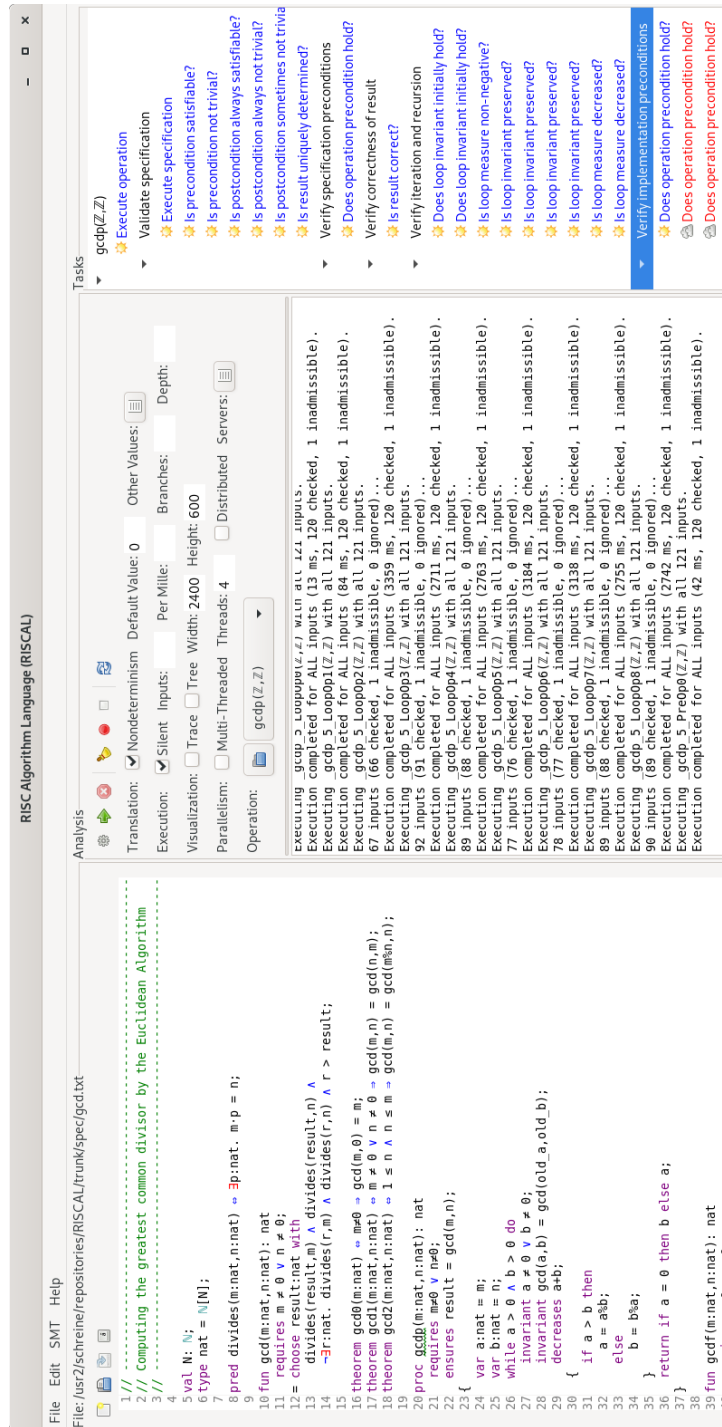 RISC Algorithm Language (RISCAL)
File Edit SMT Help
File: /usr2/schreine/repositories/RISCAL/trunk/spec/gcd.txt
1 // ----------------------------------------------------------------
2 // Computing the greatest common divisor by the Euclidean Algorithm
3 // ----------------------------------------------------------------
4
5 val N: ℕ;
6 type nat = ℕ[N];
7
8 pred divides(m:nat,n:nat) ⇔ ∃p:nat. m·p = n;
9
10 fun gcd(m:nat,n:nat): nat
11 requires m ≠ 0 ∨ n ≠ 0;
12 = choose result:nat with
13 divides(result,m) ∧ divides(result,n) ∧
14 ¬∃r:nat. divides(r,m) ∧ divides(r,n) ∧ r > result;
15
16 theorem gcd0(m:nat) ⇔ m≠0 ⇒ gcd(m,0) = m;
17 theorem gcd1(m:nat,n:nat) ⇔ m ≠ 0 ∨ n ≠ 0 ⇒ gcd(m,n) = gcd(n,m);
18 theorem gcd2(m:nat,n:nat) ⇔ 1 ≤ n ∧ n ≤ m ⇒ gcd(m,n) = gcd(m%n,n);
19
20 proc gcdp(m:nat,n:nat): nat
21 requires m≠0 ∨ n≠0;
22 ensures result = gcd(m,n);
23 {
24 var a:nat = m;
25 var b:nat = n;
26 while a > 0 ∧ b > 0 do
27 invariant a ≠ 0 ∨ b ≠ 0;
28 invariant gcd(a,b) = gcd(old_a,old_b);
29 decreases a+b;
30 {
31 if a > b then
32 a = a%b;
33 else
34 b = b%a;
35 }
36 return if a = 0 then b else a;
37 }
38
39 fun gcdf(m:nat,n:nat): nat
Analysis
Translation: Nondeterminism Default Value: 0 Other Values:
Execution: Silent Inputs: Per Mille: Branches: Depth:
Visualization: Trace Tree Width: 2400 Height: 600
Parallelism: Multi-Threaded Threads: 4 Distributed Servers:
Operation: gcdp(ℤ,ℤ)
Executing _gcdp_5_LoopOp0(ℤ,ℤ) with all 121 inputs.
Execution completed for ALL inputs (13 ms, 120 checked, 1 inadmissible).
Executing _gcdp_5_LoopOp1(ℤ,ℤ) with all 121 inputs.
Execution completed for ALL inputs (84 ms, 120 checked, 1 inadmissible).
Executing _gcdp_5_LoopOp2(ℤ,ℤ) with all 121 inputs.
67 inputs (66 checked, 1 inadmissible, 0 ignored)...
Execution completed for ALL inputs (3359 ms, 120 checked, 1 inadmissible).
Executing _gcdp_5_LoopOp3(ℤ,ℤ) with all 121 inputs.
92 inputs (91 checked, 1 inadmissible, 0 ignored)...
Execution completed for ALL inputs (2711 ms, 120 checked, 1 inadmissible).
Executing _gcdp_5_LoopOp4(ℤ,ℤ) with all 121 inputs.
89 inputs (88 checked, 1 inadmissible, 0 ignored)...
Execution completed for ALL inputs (2763 ms, 120 checked, 1 inadmissible).
Executing _gcdp_5_LoopOp5(ℤ,ℤ) with all 121 inputs.
77 inputs (76 checked, 1 inadmissible, 0 ignored)...
Execution completed for ALL inputs (3184 ms, 120 checked, 1 inadmissible).
Executing _gcdp_5_LoopOp6(ℤ,ℤ) with all 121 inputs.
78 inputs (77 checked, 1 inadmissible, 0 ignored)...
Execution completed for ALL inputs (3138 ms, 120 checked, 1 inadmissible).
Executing _gcdp_5_LoopOp7(ℤ,ℤ) with all 121 inputs.
89 inputs (88 checked, 1 inadmissible, 0 ignored)...
Execution completed for ALL inputs (2755 ms, 120 checked, 1 inadmissible).
Executing _gcdp_5_LoopOp8(ℤ,ℤ) with all 121 inputs.
90 inputs (89 checked, 1 inadmissible, 0 ignored)...
Execution completed for ALL inputs (2742 ms, 120 checked, 1 inadmissible).
Executing _gcdp_5_PreOp0(ℤ,ℤ) with all 121 inputs.
Execution completed for ALL inputs (42 ms, 120 checked, 1 inadmissible).
Tasks
gcdp(ℤ,ℤ)
Execute operation
Validate specification
Execute specification
Is precondition satisfiable?
Is precondition not trivial?
Is postcondition always satisfiable?
Is postcondition always not trivial?
Is postcondition sometimes not trivia
Is result uniquely determined?
Verify specification preconditions
Does operation precondition hold?
Verify correctness of result
Is result correct?
Verify iteration and recursion
Does loop invariant initially hold?
Does loop invariant initially hold?
Is loop measure non-negative?
Is loop invariant preserved?
Is loop invariant preserved?
Is loop invariant preserved?
Is loop invariant preserved?
Is loop measure decreased?
Is loop measure decreased?
Verify implementation preconditions
Does operation precondition hold?
Does operation precondition hold?
Does operation precondition hold?